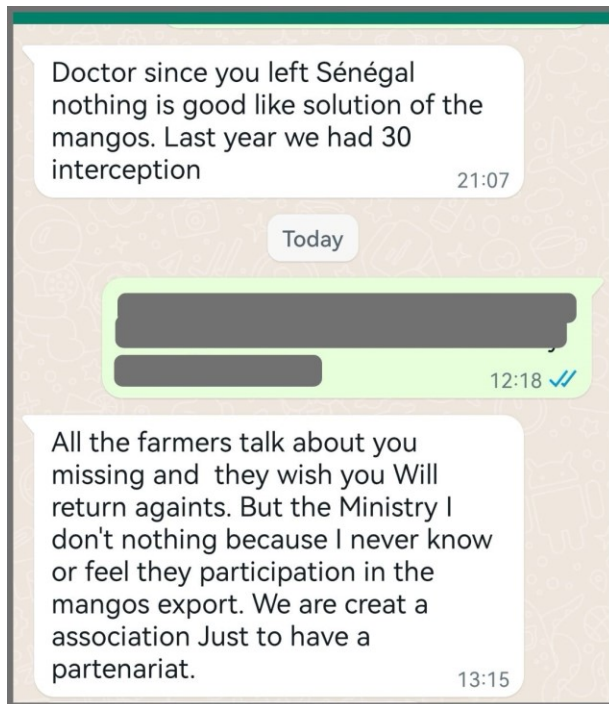 Doctor since you left Sénégal
nothing is good like solution of the
mangos. Last year we had 30
interception
21:07
Today
12:18
All the farmers talk about you
missing and they wish you Will
return againts. But the Ministry I
don't nothing because I never know
or feel they participation in the
mangos export. We are creat a
association Just to have a
partenariat.
13:15